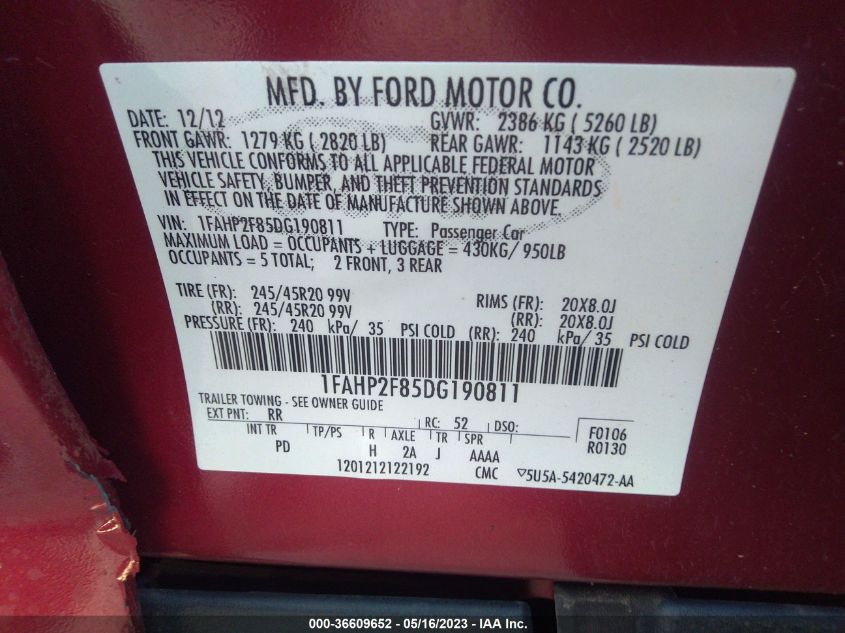 MFD. BY FORD MOTOR CO.
DATE: 12/12 GVWR: 2386 KG ( 5260 LB)
FRONT GAWR: 1279 KG ( 2820 LB) REAR GAWR: 1143 KG ( 2520 LB)
THIS VEHICLE CONFORMS TO ALL APPLICABLE FEDERAL MOTOR
VEHICLE SAFETY, BUMPER, AND THEFT PREVENTION STANDARDS
IN EFFECT ON THE DATE OF MANUFACTURE SHOWN ABOVE.
VIN: 1FAHP2F85DG190811 TYPE: Passenger Car
MAXIMUM LOAD = OCCUPANTS + LUGGAGE = 430KG/ 950LB
OCCUPANTS = 5 TOTAL; 2 FRONT, 3 REAR
TIRE (FR): 245/45R20 99V RIMS (FR): 20X8.0J
(RR): 245/45R20 99V (RR): 20X8.0J
PRESSURE (FR): 240 kPa/ 35 PSI COLD (RR): 240 kPa/ 35 PSI COLD
1FAHP2F85DG190811
TRAILER TOWING - SEE OWNER GUIDE
EXT PNT: RR RC: 52 DSO: F0106
INT TR TP/PS R AXLE TR SPR R0130
PD H 2A J AAAA
1201212122192 CMC ▽5U5A-5420472-AA
000-36609652 - 05/16/2023 - IAA Inc.